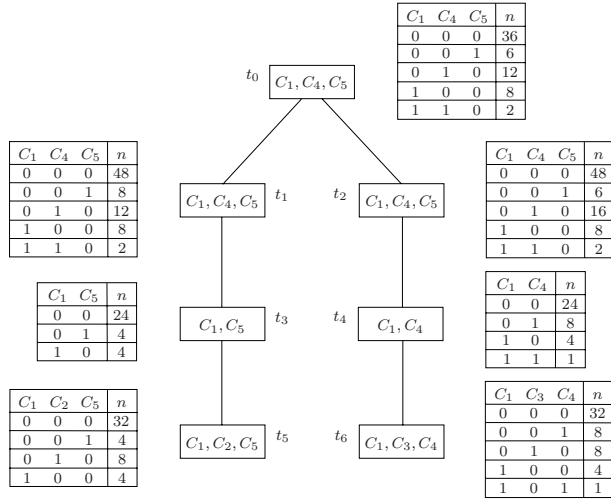 C₁ C₄ C₅ n
0 0 0 36
0 0 1 6
0 1 0 12
1 0 0 8
1 1 0 2
t₀
C₁, C₄, C₅
C₁ C₄ C₅ n
0 0 0 48
0 0 1 8
0 1 0 12
1 0 0 8
1 1 0 2
C₁, C₄, C₅ t₁
t₂ C₁, C₄, C₅
C₁ C₄ C₅ n
0 0 0 48
0 0 1 6
0 1 0 16
1 0 0 8
1 1 0 2
C₁ C₅ n
0 0 24
0 1 4
1 0 4
C₁, C₅ t₃
t₄ C₁, C₄
C₁ C₄ n
0 0 24
0 1 8
1 0 4
1 1 1
C₁ C₂ C₅ n
0 0 0 32
0 0 1 4
0 1 0 8
1 0 0 4
C₁, C₂, C₅ t₅
t₆ C₁, C₃, C₄
C₁ C₃ C₄ n
0 0 0 32
0 0 1 8
0 1 0 8
1 0 0 4
1 0 1 1